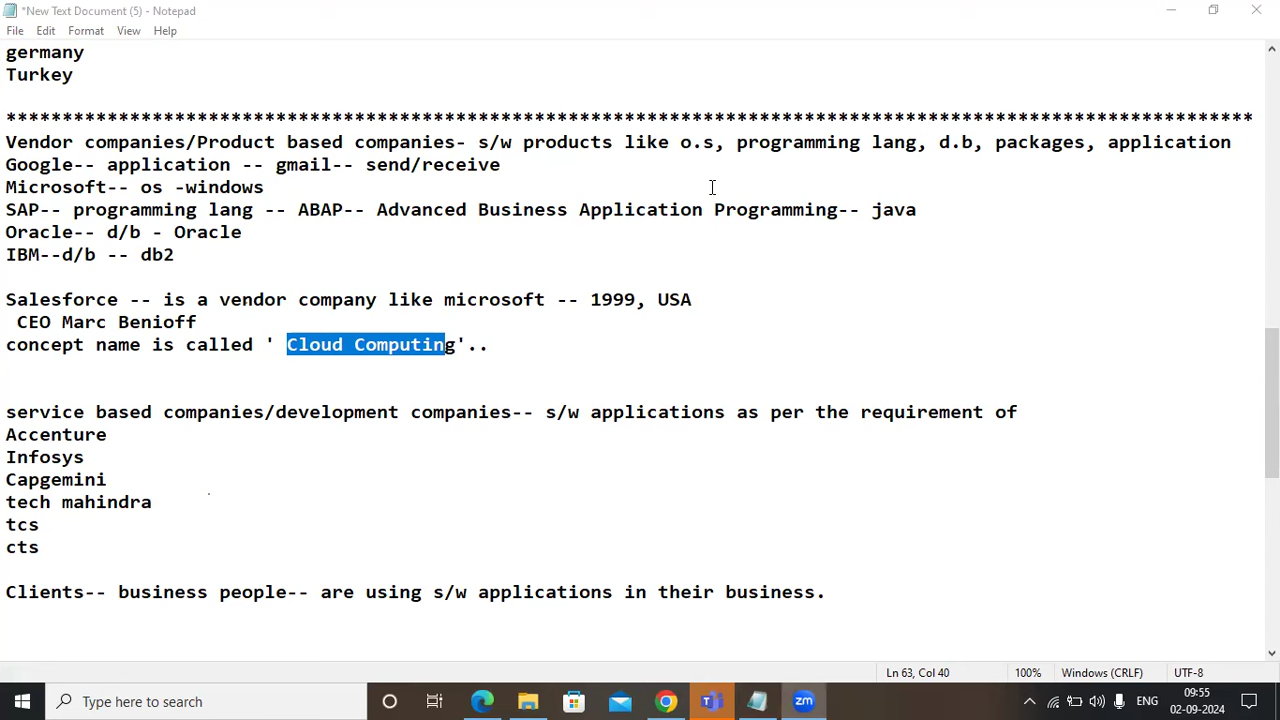 *New Text Document (5) - Notepad
File Edit Format View Help
germany
Turkey
***************************************************************************************************************
Vendor companies/Product based companies- s/w products like o.s, programming lang, d.b, packages, application
Google-- application -- gmail-- send/receive
Microsoft-- os -windows
SAP-- programming lang -- ABAP-- Advanced Business Application Programming-- java
Oracle-- d/b - Oracle
IBM--d/b -- db2
Salesforce -- is a vendor company like microsoft -- 1999, USA
CEO Marc Benioff
concept name is called ' Cloud Computing'..
service based companies/development companies-- s/w applications as per the requirement of
Accenture
Infosys
Capgemini
tech mahindra
tcs
cts
Clients-- business people-- are using s/w applications in their business.
Ln 63, Col 40 100% Windows (CRLF) UTF-8
Type here to search
zm
ENG
09:55
02-09-2024